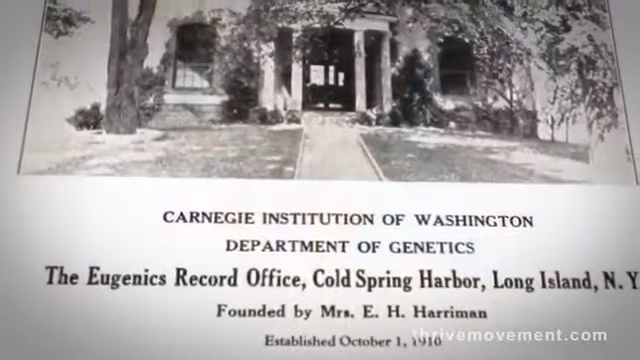 CARNEGIE INSTITUTION OF WASHINGTON
DEPARTMENT OF GENETICS
The Eugenics Record Office, Cold Spring Harbor, Long Island, N. Y
Founded by Mrs. E. H. Harriman
Established October 1, 1910
thrivemovement.com